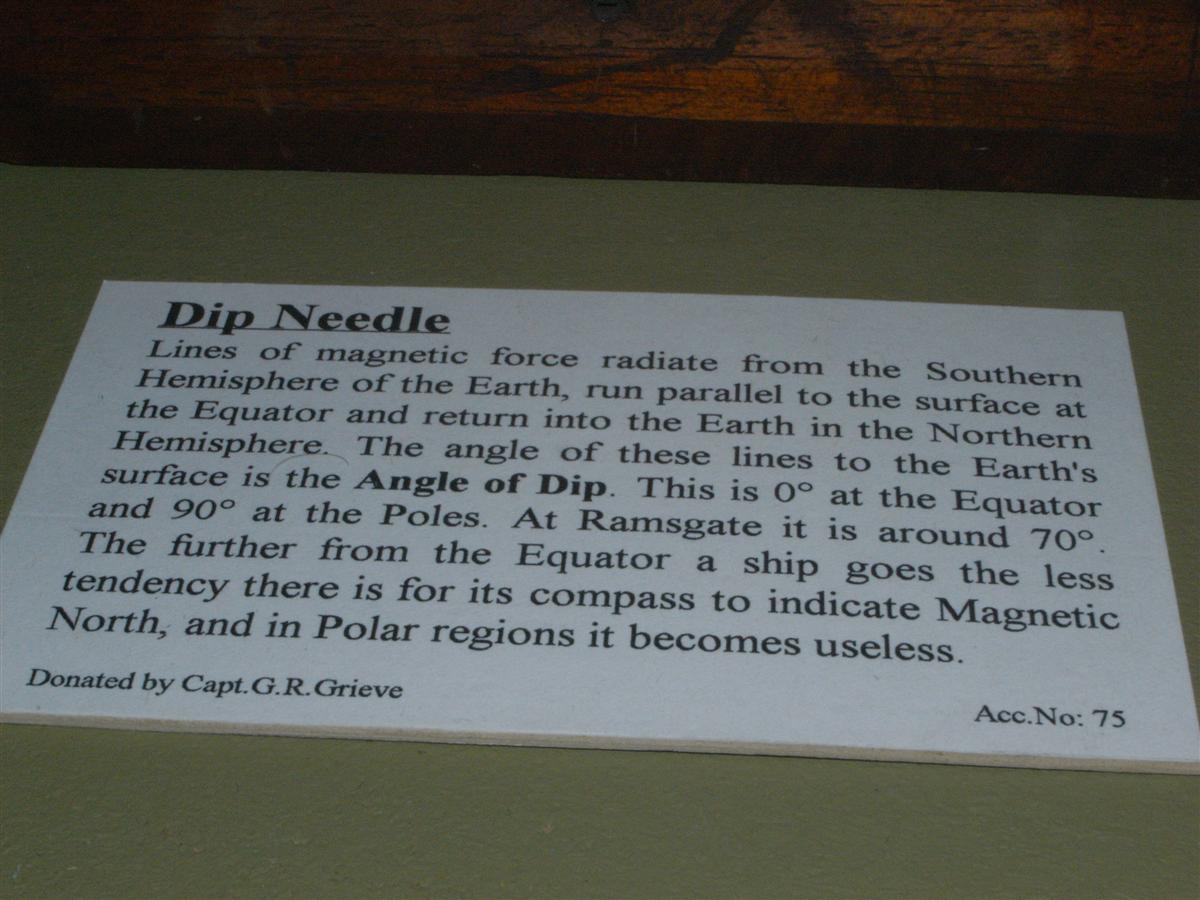 Dip Needle
Lines of magnetic force radiate from the Southern
Hemisphere of the Earth, run parallel to the surface at
the Equator and return into the Earth in the Northern
Hemisphere. The angle of these lines to the Earth's
surface is the Angle of Dip. This is 0° at the Equator
and 90° at the Poles. At Ramsgate it is around 70°.
The further from the Equator a ship goes the less
tendency there is for its compass to indicate Magnetic
North, and in Polar regions it becomes useless.
Donated by Capt.G.R.Grieve
Acc.No: 75